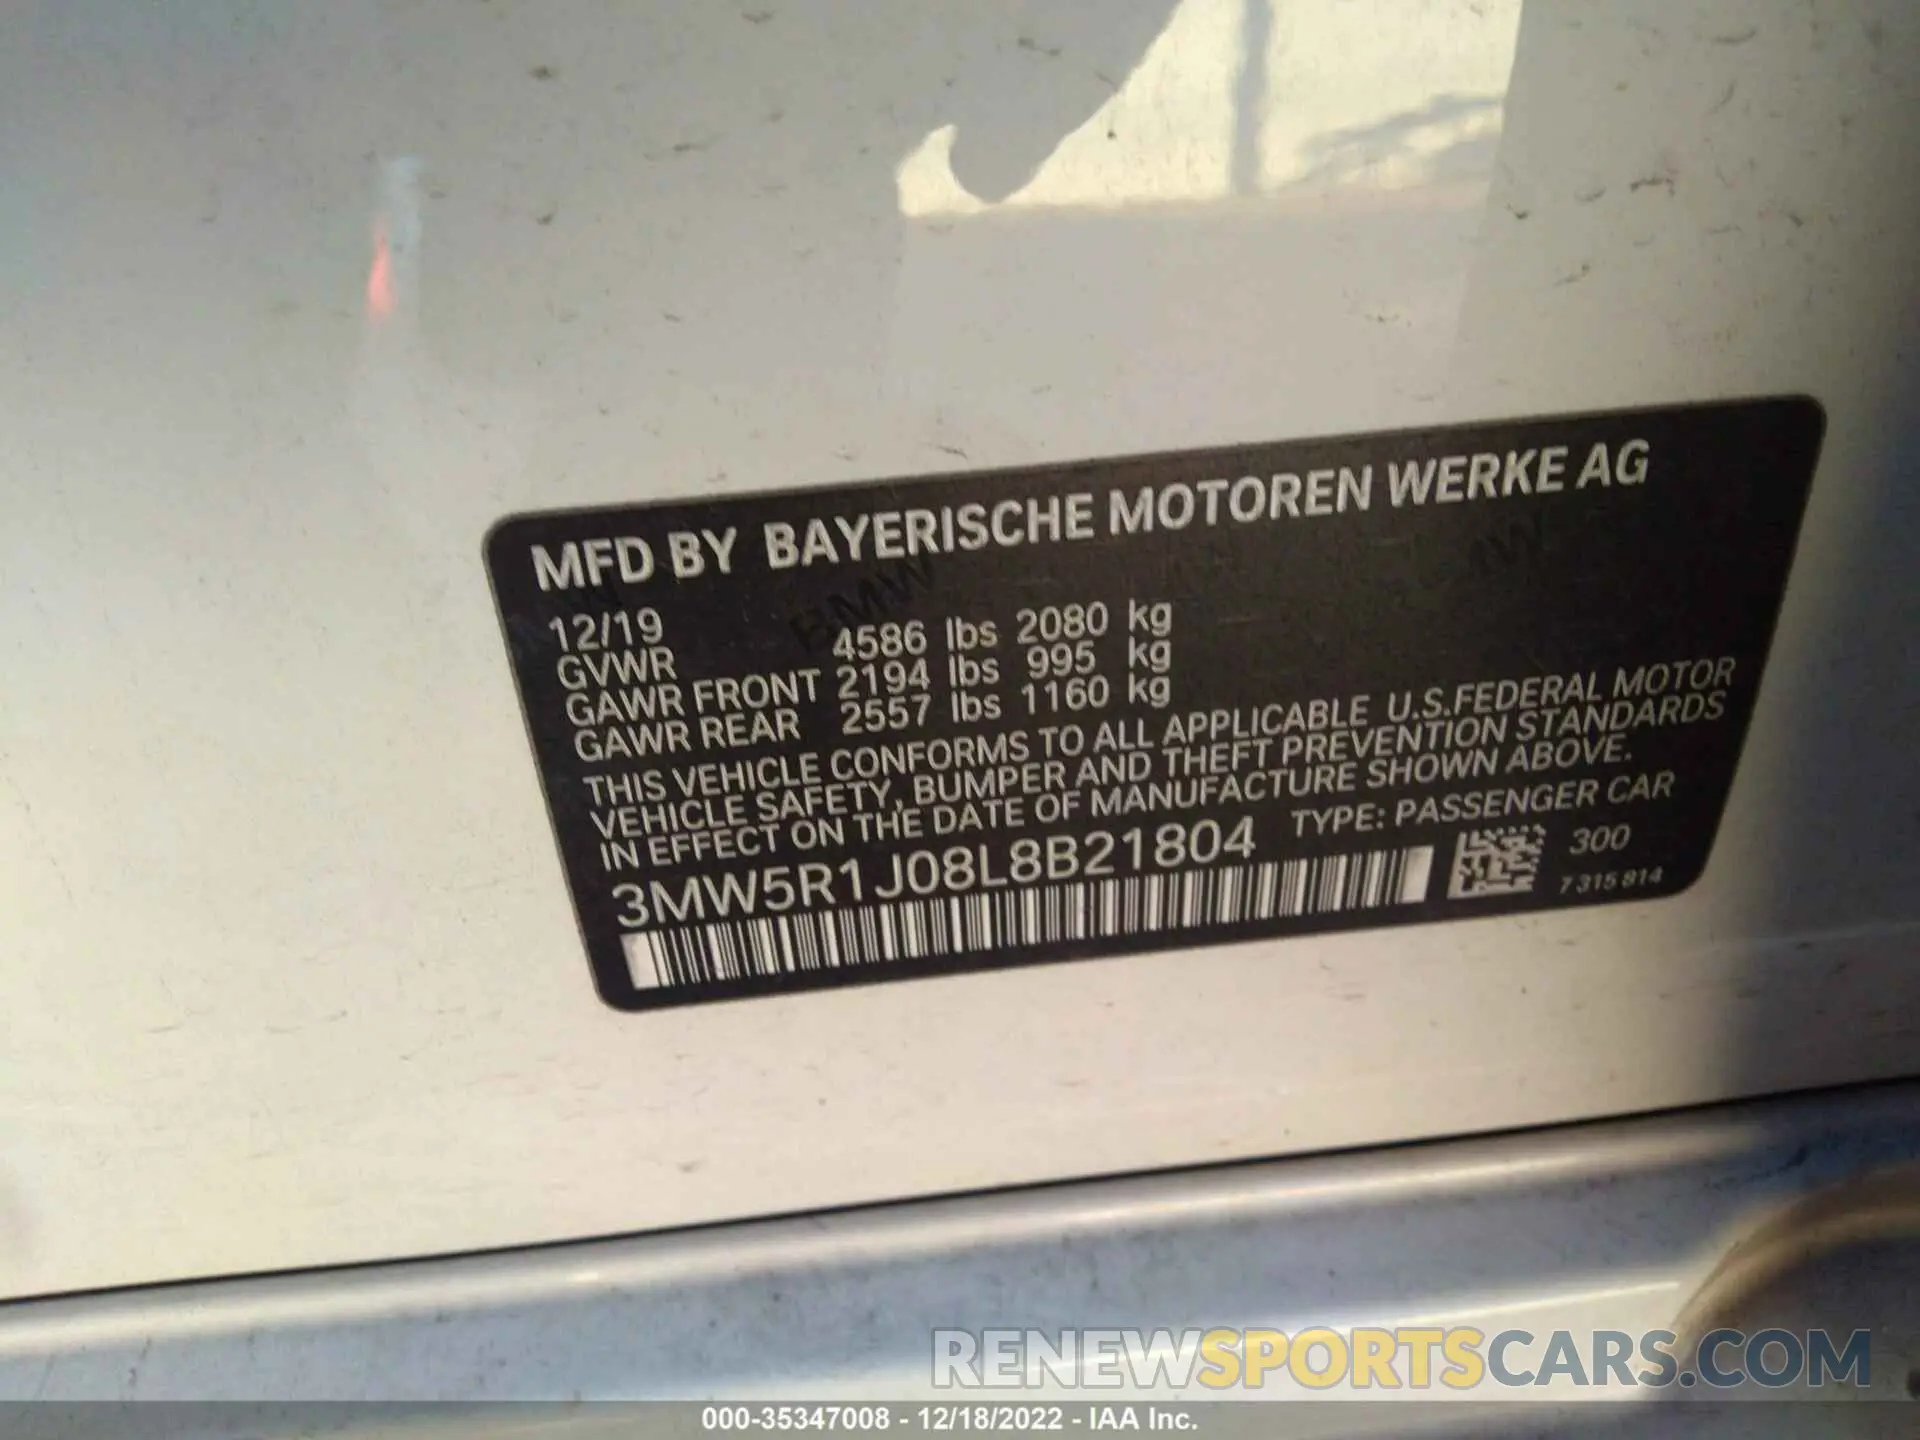 MFD BY BAYERISCHE MOTOREN WERKE AG
12/19
GVWR 4586 lbs 2080 kg
GAWR FRONT 2194 lbs 995 kg
GAWR REAR 2557 lbs 1160 kg
THIS VEHICLE CONFORMS TO ALL APPLICABLE U.S.FEDERAL MOTOR
VEHICLE SAFETY, BUMPER AND THEFT PREVENTION STANDARDS
IN EFFECT ON THE DATE OF MANUFACTURE SHOWN ABOVE.
3MW5R1J08L8B21804 TYPE: PASSENGER CAR
300
7 315 814
BMW
RENEWSPORTSCARS.COM
000-35347008 - 12/18/2022 - IAA Inc.